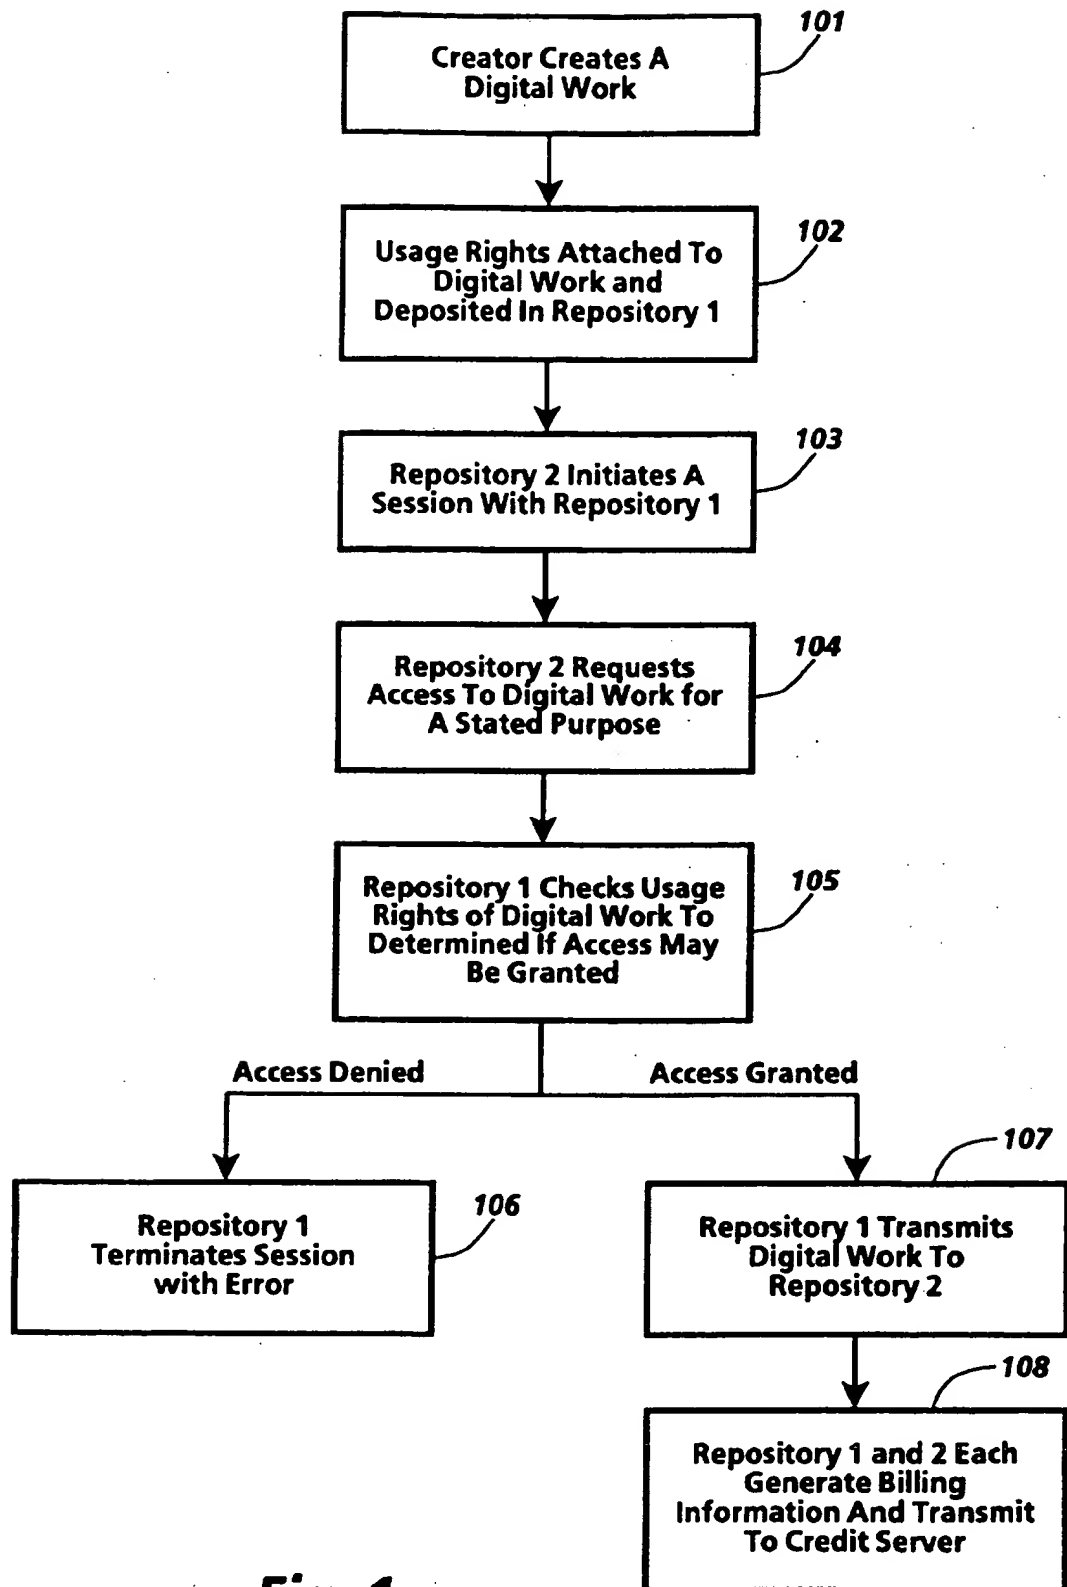 101
Creator Creates A
Digital Work
102
Usage Rights Attached To
Digital Work and
Deposited In Repository 1
103
Repository 2 Initiates A
Session With Repository 1
104
Repository 2 Requests
Access To Digital Work for
A Stated Purpose
105
Repository 1 Checks Usage
Rights of Digital Work To
Determined If Access May
Be Granted
Access Denied
Access Granted
106
Repository 1
Terminates Session
with Error
107
Repository 1 Transmits
Digital Work To
Repository 2
108
Repository 1 and 2 Each
Generate Billing
Information And Transmit
To Credit Server
Fig. 1